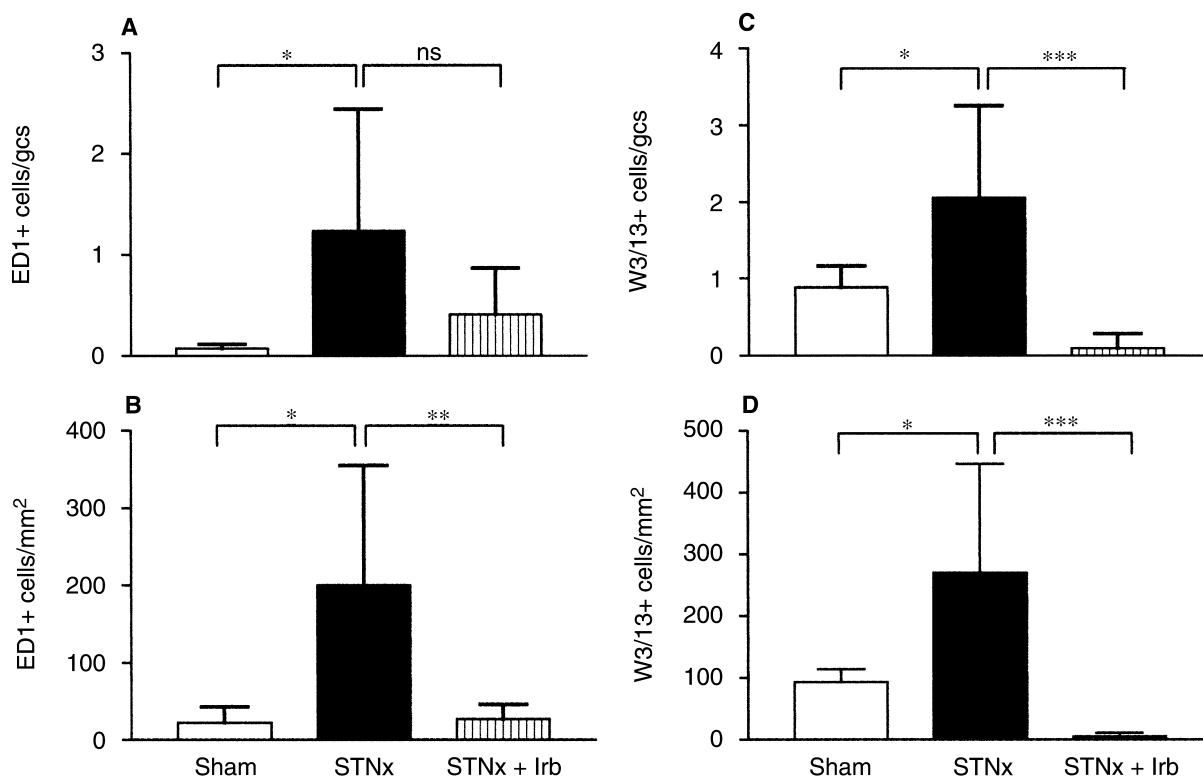 A
* ns
3
2
1
0
ED1+ cells/gcs
C
* ***
4
3
2
1
0
W3/13+ cells/gcs
B
* **
400
300
200
100
0
ED1+ cells/mm2
Sham STNx STNx + Irb
D
* ***
500
400
300
200
100
0
W3/13+ cells/mm2
Sham STNx STNx + Irb